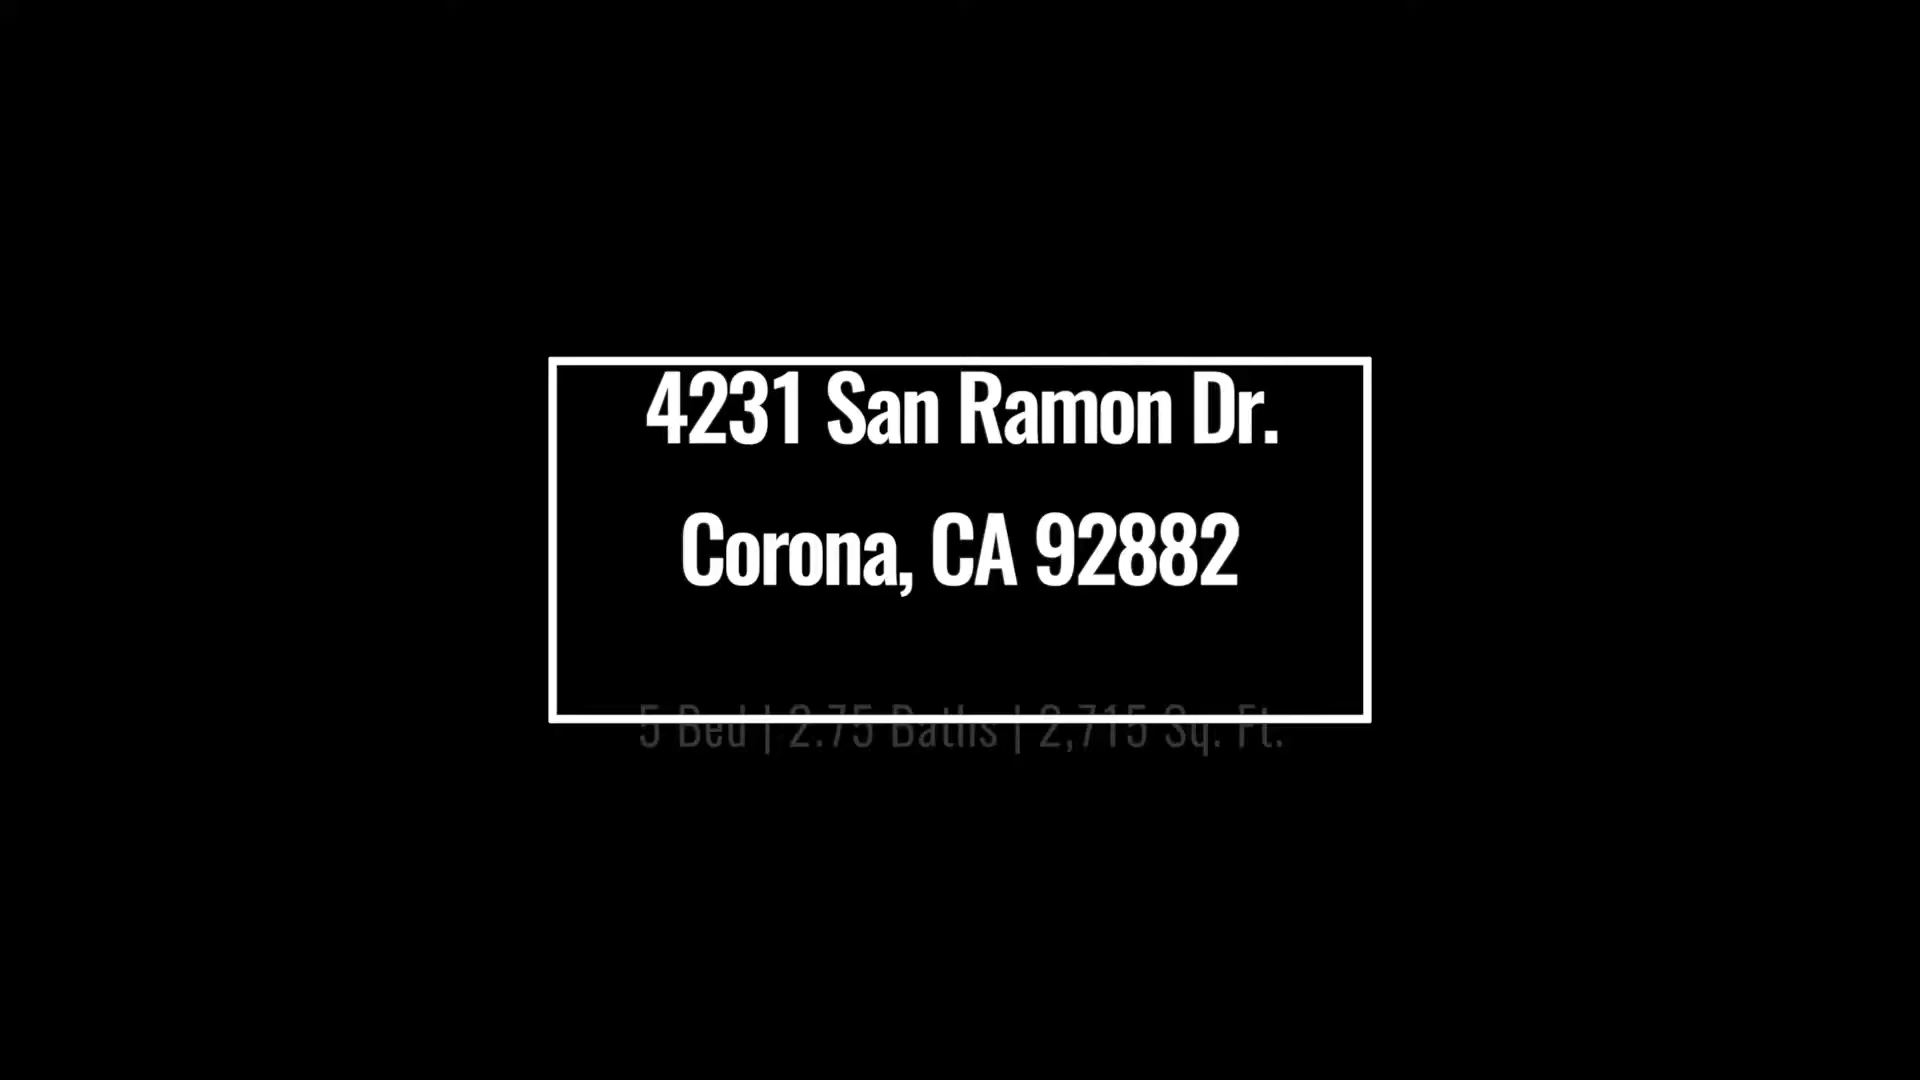 4231 San Ramon Dr.
Corona, CA 92882
5 Bed | 2.75 Baths | 2,715 Sq. Ft.